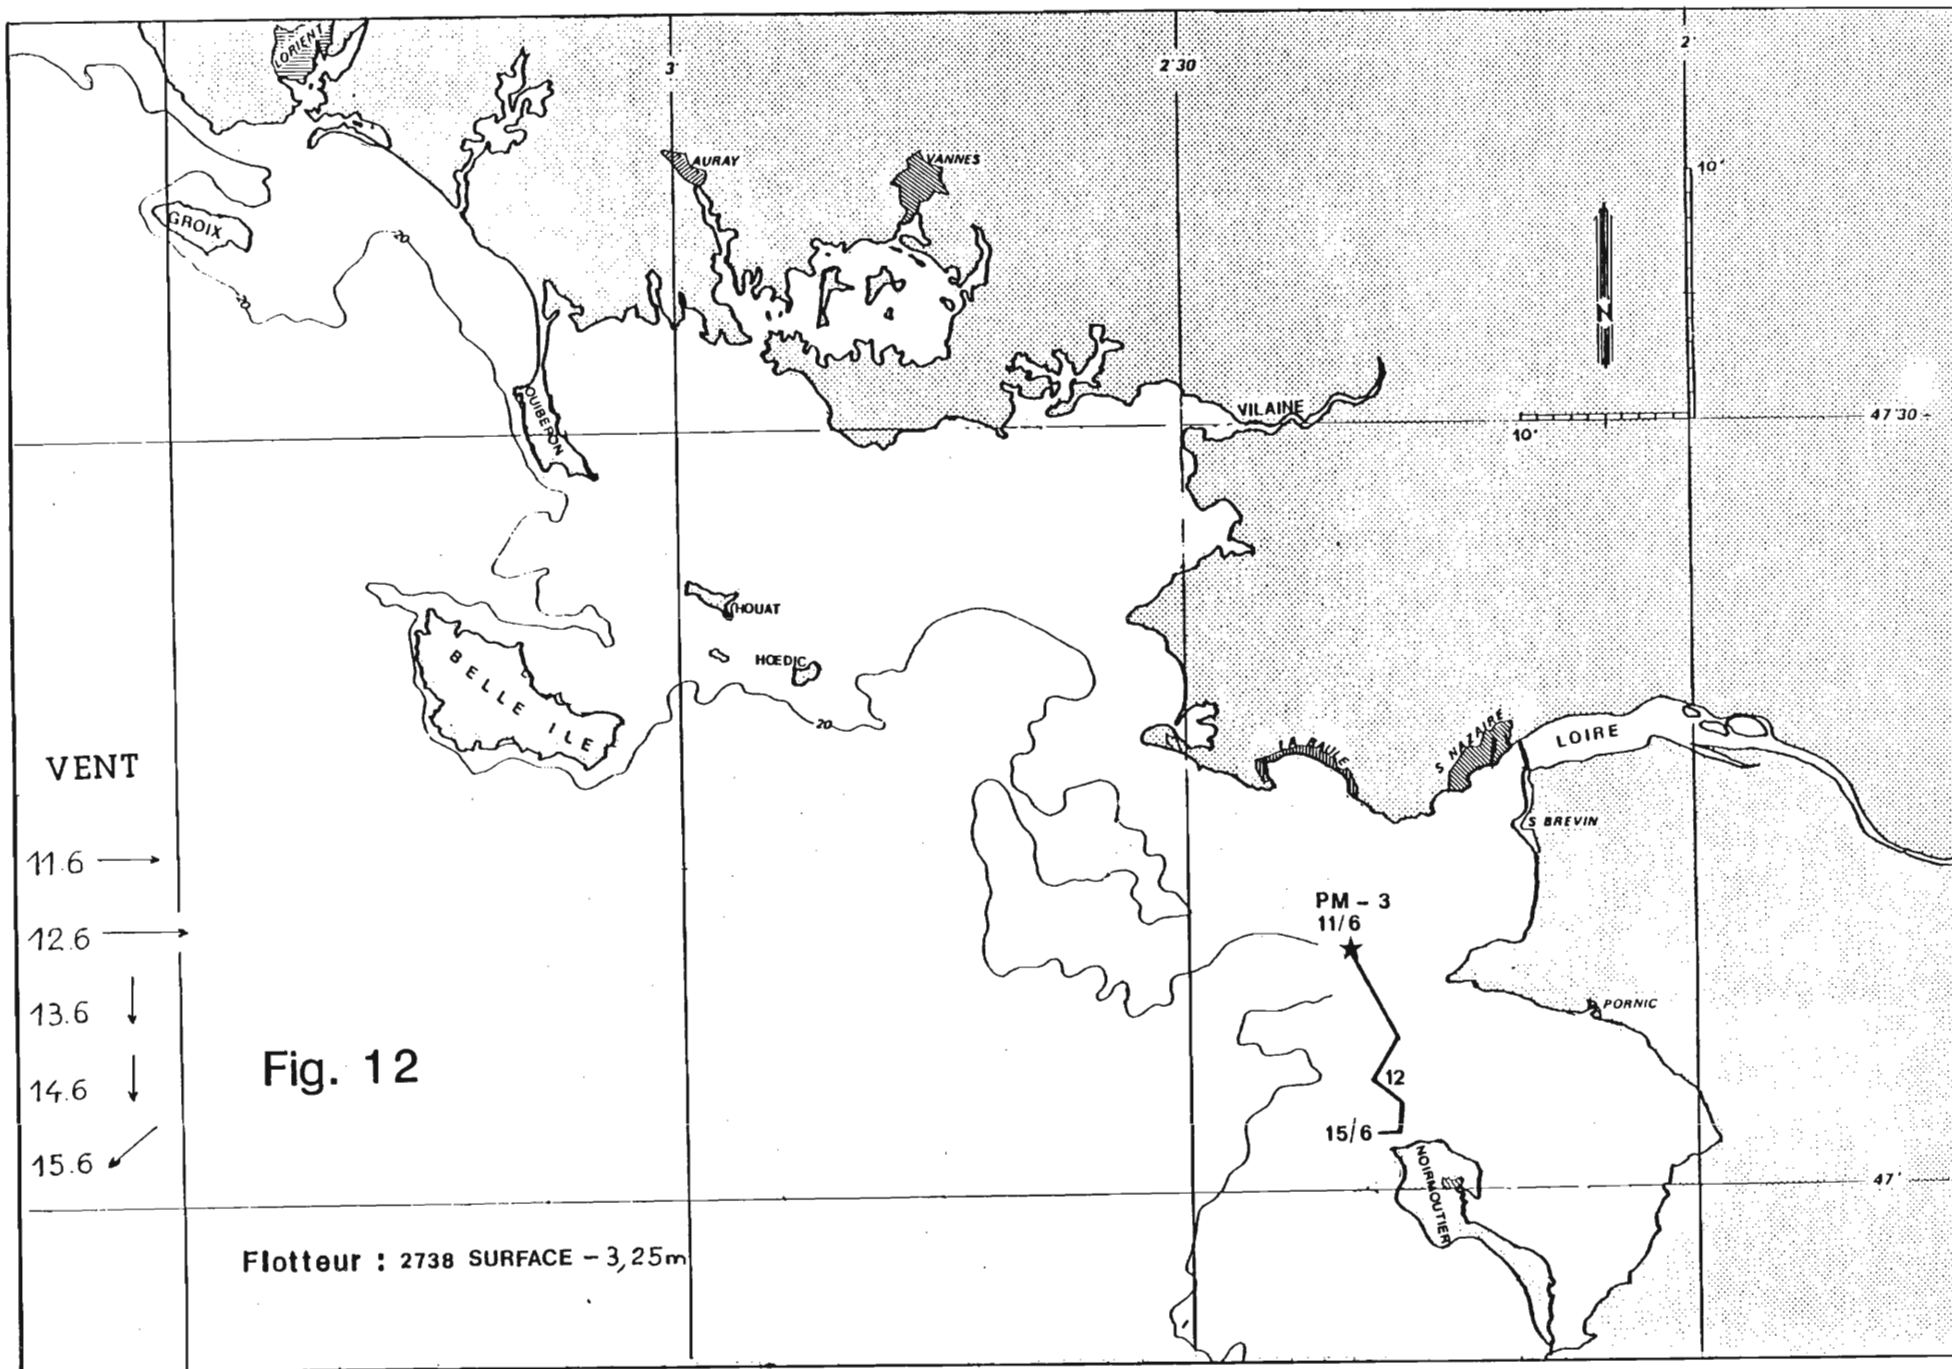 LORIENT
3°
2°30
2°
AURAY
VANNES
10'
GROIX
20
20
N
QUIBERON
VILAINE
10'
47°30
HOUAT
HŒDIC
BELLE ILE
20
LA BAULE
S NAZAIRE
LOIRE
S BREVIN
VENT
11.6
12.6
13.6
14.6
15.6
PM - 3
11/6
PORNIC
12
15/6
NOIRMOUTIER
47°
Fig. 12
Flotteur : 2738 SURFACE - 3,25m